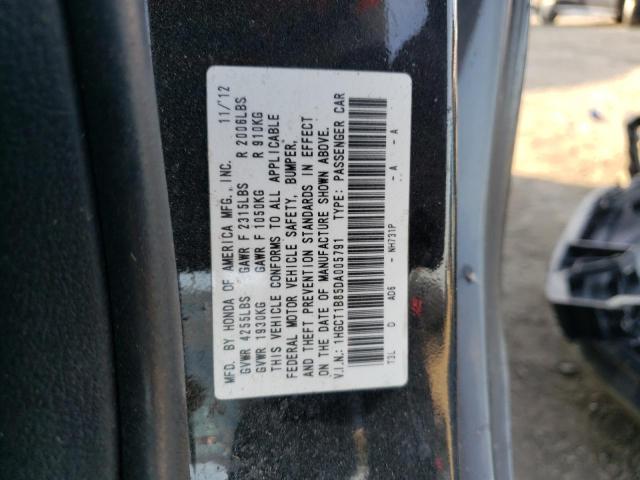 MFD. BY HONDA OF AMERICA MFG., INC. 11/'12
GVWR 4255LBS GAWR F 2315LBS R 2006LBS
GVWR 1930KG GAWR F 1050KG R 910KG
THIS VEHICLE CONFORMS TO ALL APPLICABLE
FEDERAL MOTOR VEHICLE SAFETY, BUMPER,
AND THEFT PREVENTION STANDARDS IN EFFECT
ON THE DATE OF MANUFACTURE SHOWN ABOVE.
V.I.N.: 1HGCT1B85DA005791 TYPE: PASSENGER CAR
T3L D AD6 - NH731P - A - A